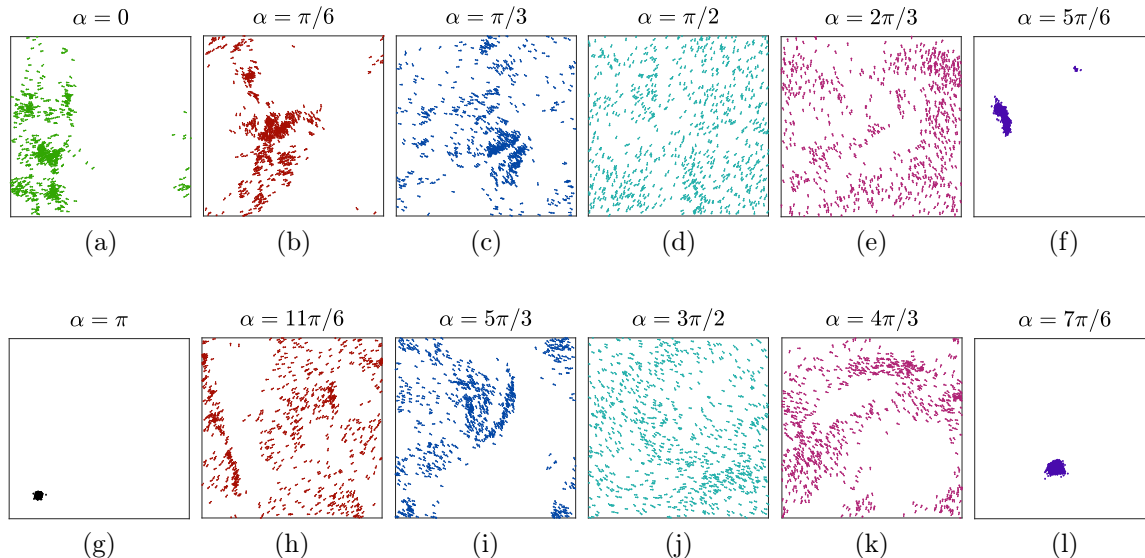 α = 0 α = π/6 α = π/3 α = π/2 α = 2π/3 α = 5π/6
(a) (b) (c) (d) (e) (f)
α = π α = 11π/6 α = 5π/3 α = 3π/2 α = 4π/3 α = 7π/6
(g) (h) (i) (j) (k) (l)